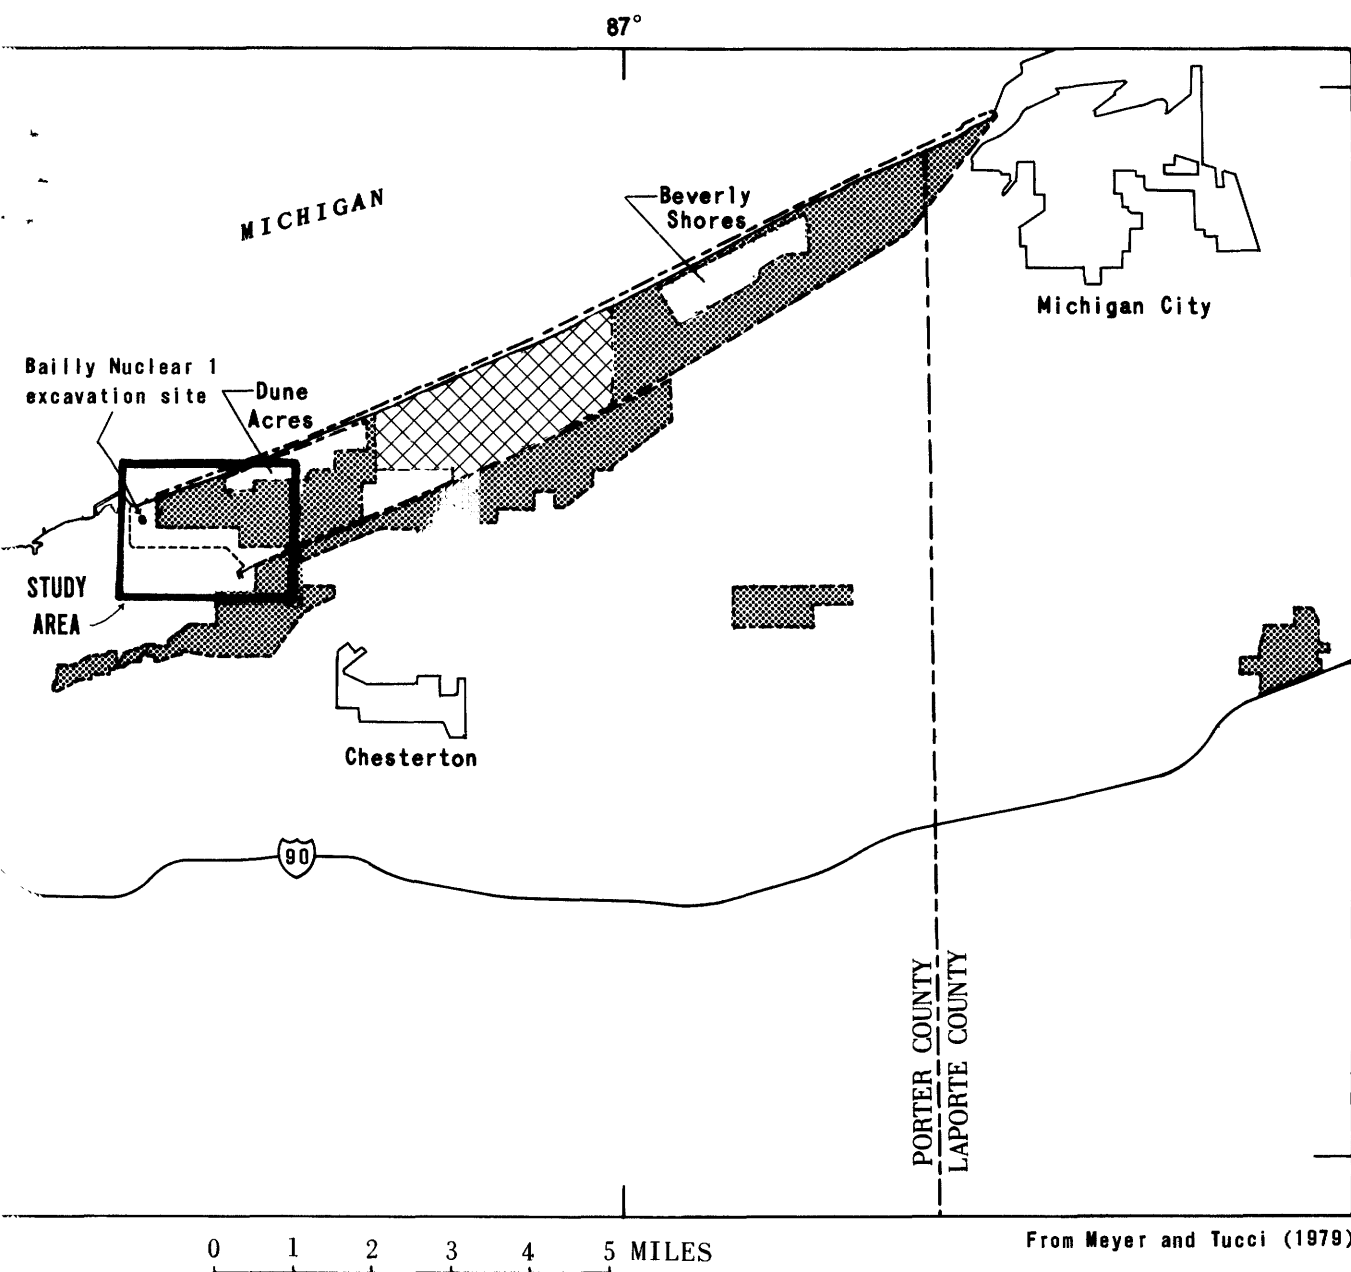 87°
MICHIGAN
Beverly
Shores
Michigan City
Bailly Nuclear 1
excavation site
Dune
Acres
STUDY
AREA
Chesterton
90
PORTER COUNTY
LAPORTE COUNTY
0 1 2 3 4 5 MILES
From Meyer and Tucci (1979)